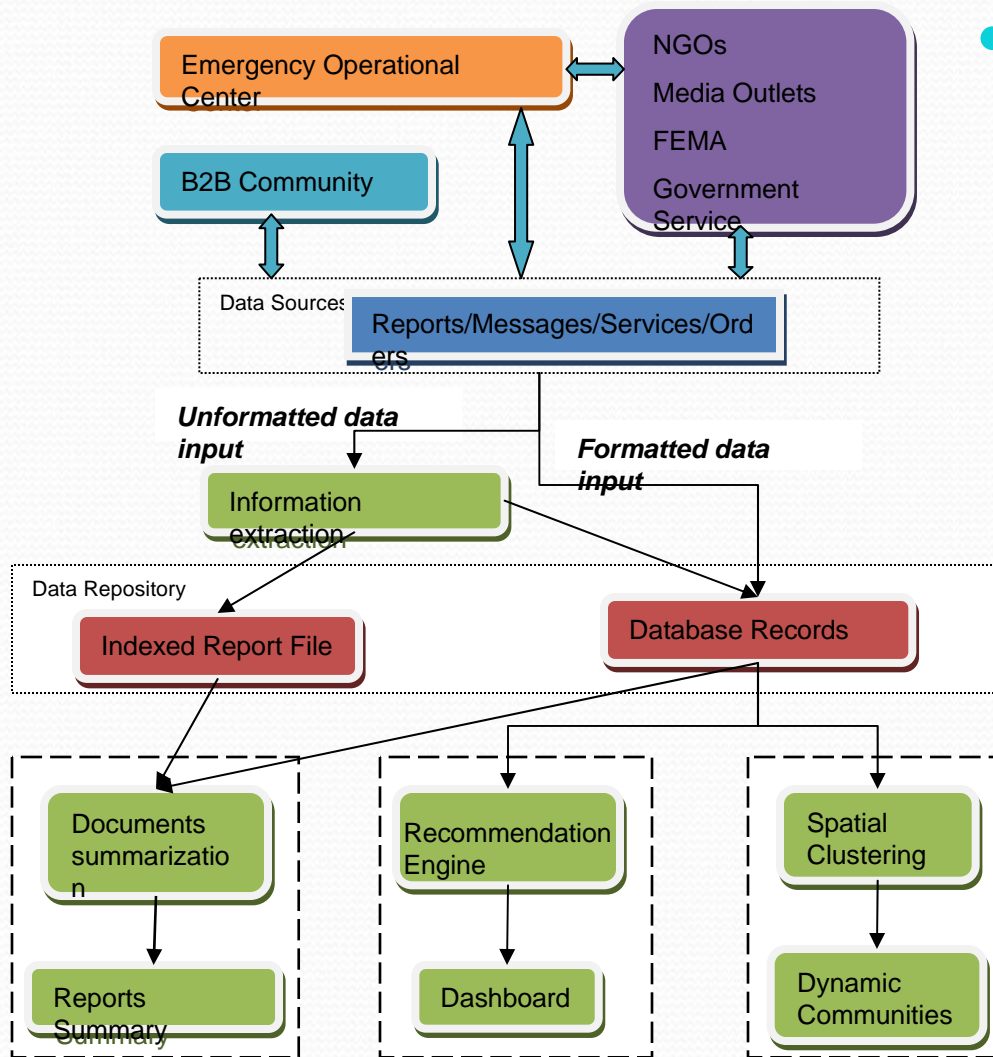 Emergency Operational
Center
NGOs
Media Outlets
FEMA
Government
Service
B2B Community
Data Sources
Reports/Messages/Services/Ord
ers
Unformatted data
input
Formatted data
input
Information
extraction
Data Repository
Indexed Report File
Database Records
Documents
summarizatio
n
Recommendation
Engine
Spatial
Clustering
Reports
Summary
Dashboard
Dynamic
Communities